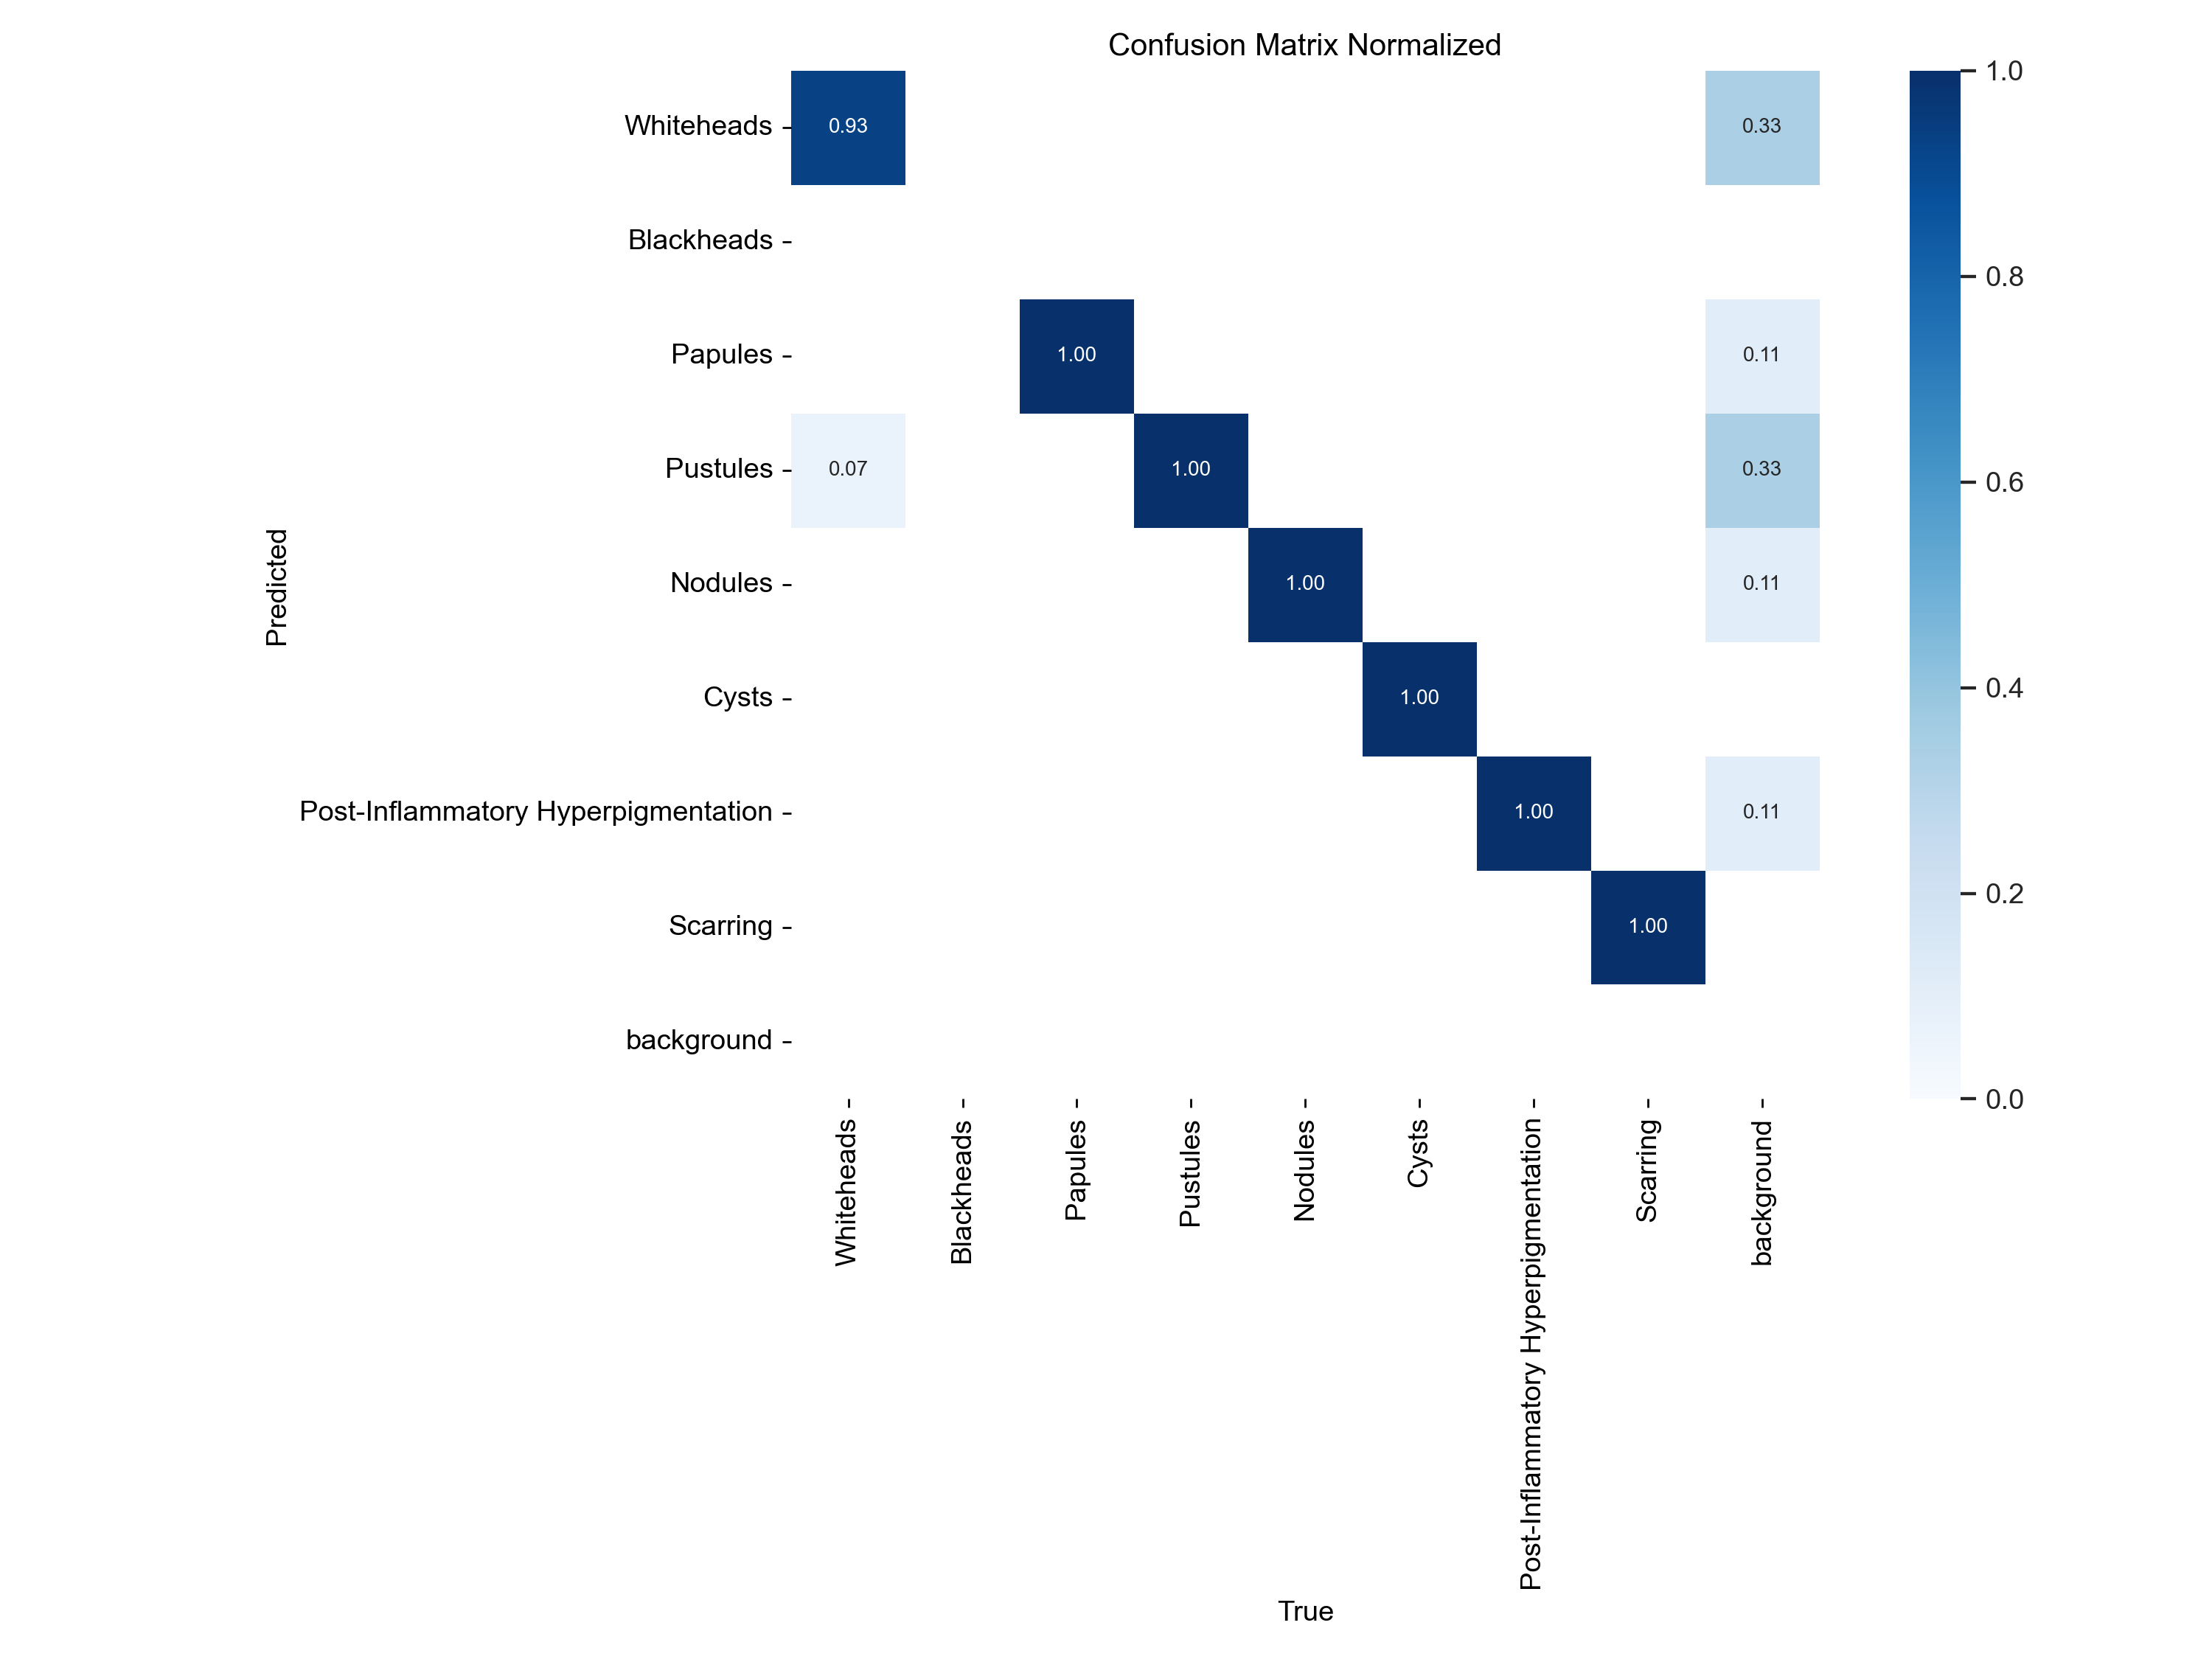 Confusion Matrix Normalized
Whiteheads
Blackheads
Papules
Pustules
Nodules
Cysts
Post-Inflammatory Hyperpigmentation
Scarring
background
Predicted
0.93
0.33
1.00
0.11
0.07
1.00
0.33
1.00
0.11
1.00
1.00
0.11
1.00
1.0
0.8
0.6
0.4
0.2
0.0
Whiteheads
Blackheads
Papules
Pustules
Nodules
Cysts
Post-Inflammatory Hyperpigmentation
Scarring
background
True